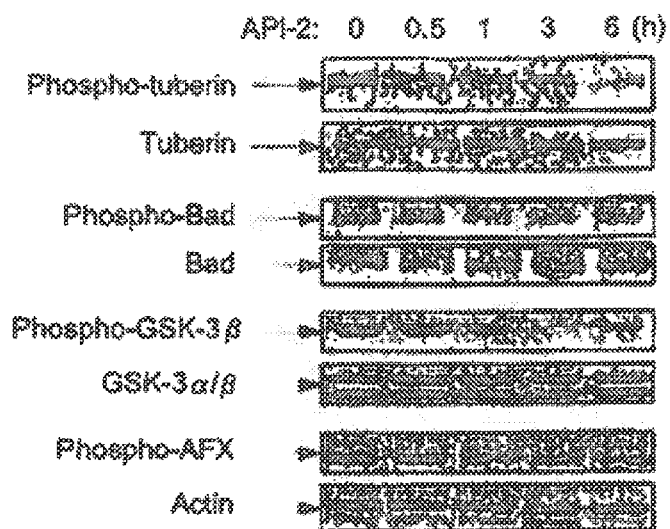 API-2: 0 0.5 1 3 6 (h)
Phospho-tuberin
Tuberin
Phospho-Bad
Bad
Phospho-GSK-3β
GSK-3α/β
Phospho-AFX
Actin